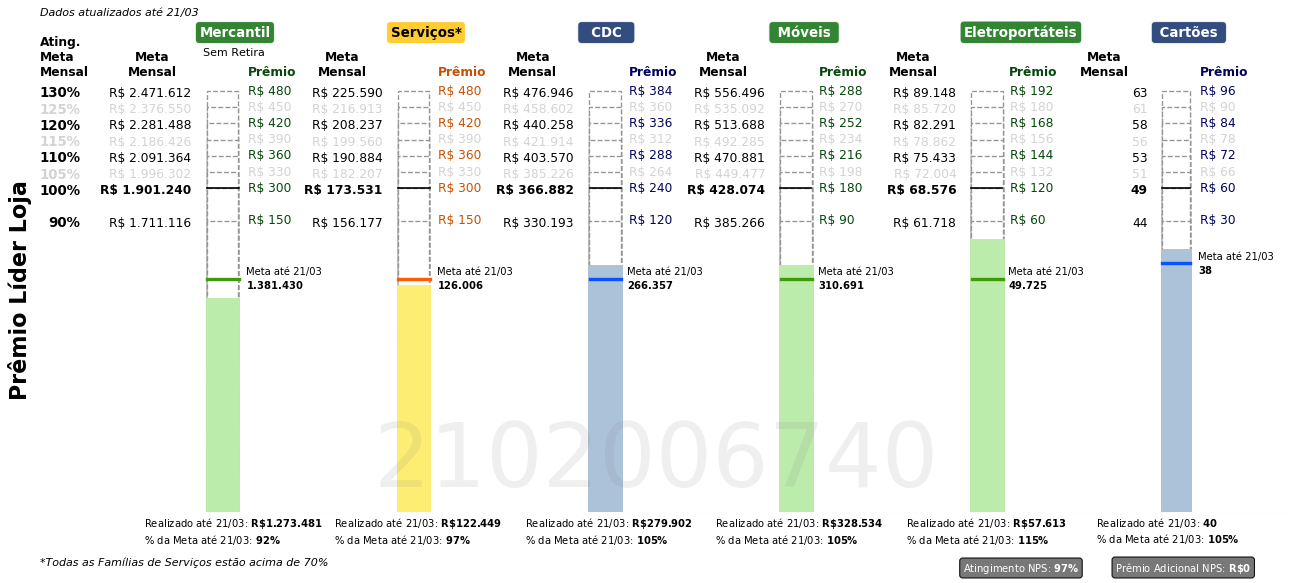 Dados atualizados até 21/03
Mercantil Serviços* CDC Móveis Eletroportáteis Cartões
Sem Retira
Ating. Meta Mensal Meta Mensal Prêmio Meta Mensal Prêmio Meta Mensal Prêmio Meta Mensal Prêmio Meta Mensal Prêmio Meta Mensal Prêmio
130% R$ 2.471.612 R$ 480 R$ 225.590 R$ 480 R$ 476.946 R$ 384 R$ 556.496 R$ 288 R$ 89.148 R$ 192 63 R$ 96
125% R$ 2.376.550 R$ 450 R$ 216.913 R$ 450 R$ 458.602 R$ 360 R$ 535.092 R$ 270 R$ 85.720 R$ 180 61 R$ 90
120% R$ 2.281.488 R$ 420 R$ 208.237 R$ 420 R$ 440.258 R$ 336 R$ 513.688 R$ 252 R$ 82.291 R$ 168 58 R$ 84
115% R$ 2.186.426 R$ 390 R$ 199.560 R$ 390 R$ 421.914 R$ 312 R$ 492.285 R$ 234 R$ 78.862 R$ 156 56 R$ 78
110% R$ 2.091.364 R$ 360 R$ 190.884 R$ 360 R$ 403.570 R$ 288 R$ 470.881 R$ 216 R$ 75.433 R$ 144 53 R$ 72
105% R$ 1.996.302 R$ 330 R$ 182.207 R$ 330 R$ 385.226 R$ 264 R$ 449.477 R$ 198 R$ 72.004 R$ 132 51 R$ 66
100% R$ 1.901.240 R$ 300 R$ 173.531 R$ 300 R$ 366.882 R$ 240 R$ 428.074 R$ 180 R$ 68.576 R$ 120 49 R$ 60
90% R$ 1.711.116 R$ 150 R$ 156.177 R$ 150 R$ 330.193 R$ 120 R$ 385.266 R$ 90 R$ 61.718 R$ 60 44 R$ 30
Prêmio Líder Loja
Meta até 21/03 Meta até 21/03 Meta até 21/03 Meta até 21/03 Meta até 21/03 Meta até 21/03
1.381.430 126.006 266.357 310.691 49.725 38
2102006740
Realizado até 21/03: R$1.273.481 Realizado até 21/03: R$122.449 Realizado até 21/03: R$279.902 Realizado até 21/03: R$328.534 Realizado até 21/03: R$57.613 Realizado até 21/03: 40
% da Meta até 21/03: 92% % da Meta até 21/03: 97% % da Meta até 21/03: 105% % da Meta até 21/03: 105% % da Meta até 21/03: 115% % da Meta até 21/03: 105%
*Todas as Famílias de Serviços estão acima de 70% Atingimento NPS: 97% Prêmio Adicional NPS: R$0